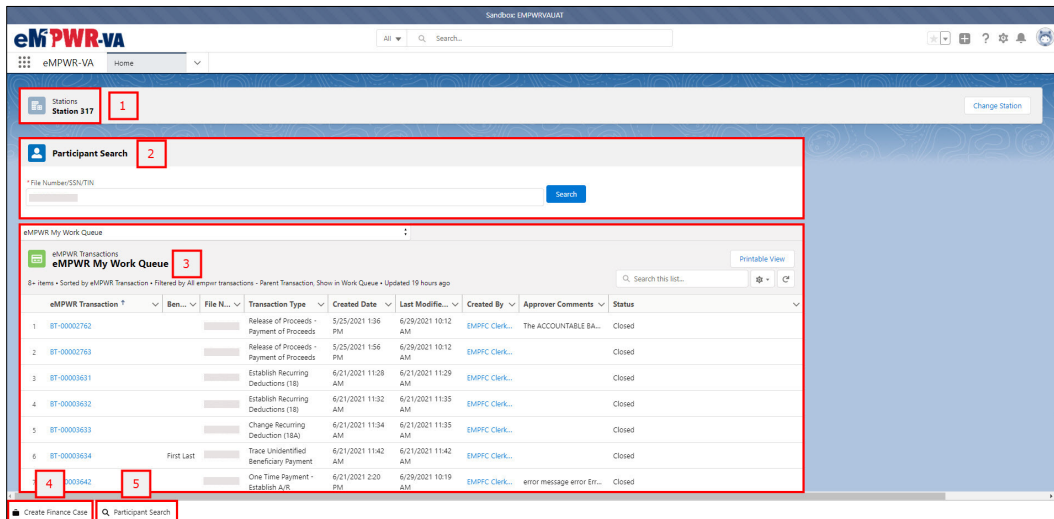 Sandbox: EMPWRVAUAT
eMPWR-VA
All
Search...
eMPWR-VA
Home
Stations
Station 317
1
Change Station
Participant Search
2
*File Number/SSN/TIN
Search
eMPWR My Work Queue
eMPWR Transactions
eMPWR My Work Queue
3
Printable View
8+ items • Sorted by eMPWR Transaction • Filtered by All empwr transactions - Parent Transaction, Show in Work Queue • Updated 19 hours ago
Search this list...
eMPWR Transaction ↑ Ben... File N... Transaction Type Created Date Last Modifie... Created By Approver Comments Status
1 BT-00002762 Release of Proceeds - Payment of Proceeds 5/25/2021 1:36 PM 6/29/2021 10:12 AM EMPFC Clerk... The ACCOUNTABLE BA... Closed
2 BT-00002763 Release of Proceeds - Payment of Proceeds 5/25/2021 1:56 PM 6/29/2021 10:12 AM EMPFC Clerk... Closed
3 BT-00003631 Establish Recurring Deductions (18) 6/21/2021 11:28 AM 6/21/2021 11:29 AM EMPFC Clerk... Closed
4 BT-00003632 Establish Recurring Deductions (18) 6/21/2021 11:32 AM 6/21/2021 11:35 AM EMPFC Clerk... Closed
5 BT-00003633 Change Recurring Deduction (18A) 6/21/2021 11:34 AM 6/21/2021 11:35 AM EMPFC Clerk... Closed
6 BT-00003634 First Last Trace Unidentified Beneficiary Payment 6/21/2021 11:42 AM 6/21/2021 11:42 AM EMPFC Clerk... Closed
0003642 One Time Payment - Establish A/R 6/21/2021 2:20 PM 6/29/2021 10:19 AM EMPFC Clerk... error message error Err... Closed
4
5
Create Finance Case
Participant Search